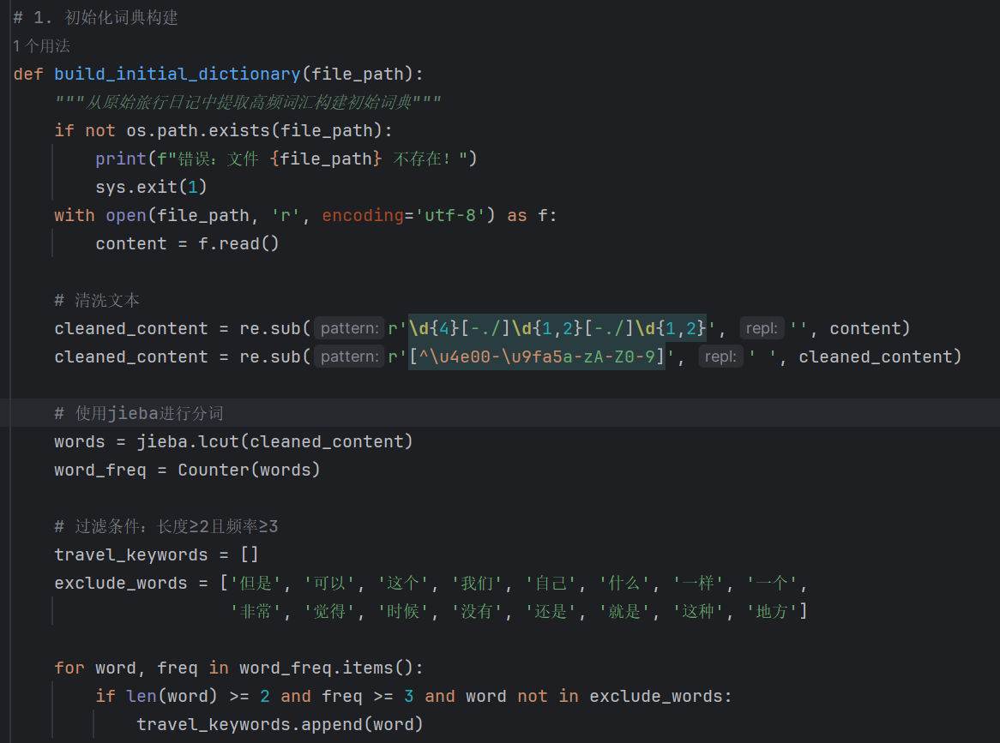 # 1. 初始化词典构建
1个用法
def build_initial_dictionary(file_path):
    """从原始旅行日记中提取高频词汇构建初始词典"""
    if not os.path.exists(file_path):
        print(f"错误: 文件 {file_path} 不存在! ")
        sys.exit(1)
    with open(file_path, 'r', encoding='utf-8') as f:
        content = f.read()
    # 清洗文本
    cleaned_content = re.sub( pattern: r'\d{4}[-./]\d{1,2}[-./]\d{1,2}', repl: '', content)
    cleaned_content = re.sub( pattern: r'[^\u4e00-\u9fa5a-zA-Z0-9]', repl: ' ', cleaned_content)
    # 使用jieba进行分词
    words = jieba.lcut(cleaned_content)
    word_freq = Counter(words)
    # 过滤条件: 长度≥2且频率≥3
    travel_keywords = []
    exclude_words = ['但是', '可以', '这个', '我们', '自己', '什么', '一样', '一个',
                     '非常', '觉得', '时候', '没有', '还是', '就是', '这种', '地方']
    for word, freq in word_freq.items():
        if len(word) >= 2 and freq >= 3 and word not in exclude_words:
            travel_keywords.append(word)